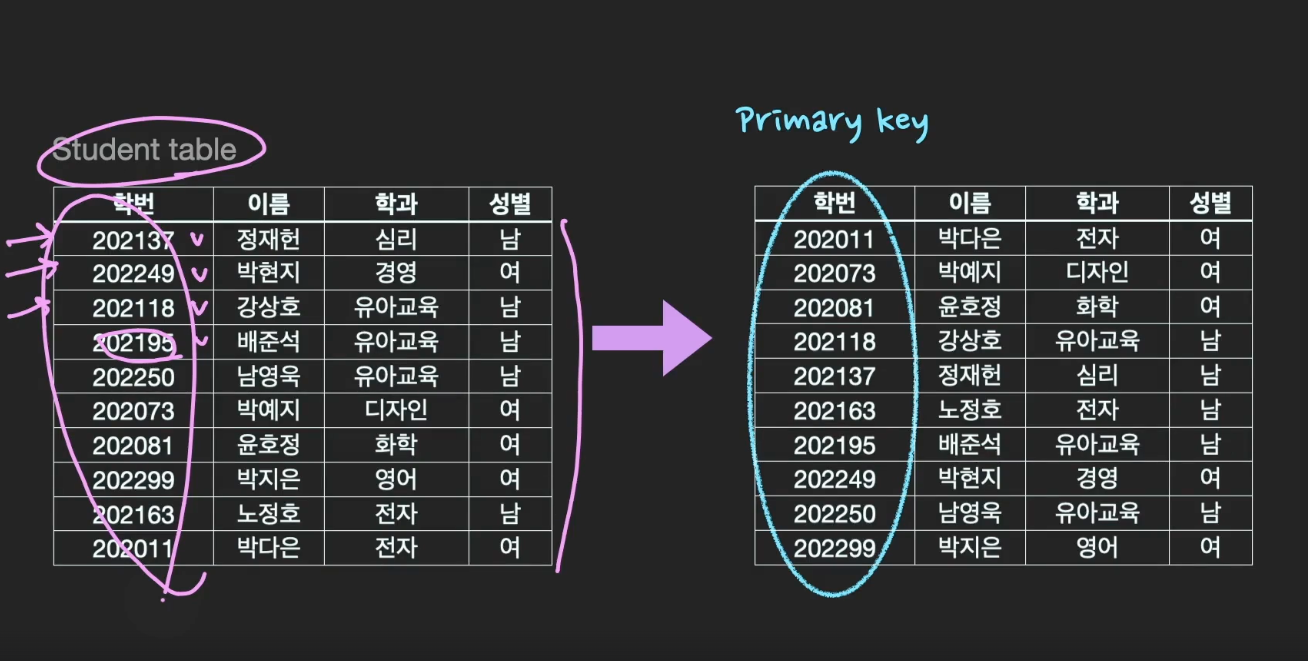 Student table
학번 이름 학과 성별
202137 정재헌 심리 남
202249 박현지 경영 여
202118 강상호 유아교육 남
202195 배준석 유아교육 남
202250 남영욱 유아교육 남
202073 박예지 디자인 여
202081 윤호정 화학 여
202299 박지은 영어 여
202163 노정호 전자 남
202011 박다은 전자 여
Primary key
학번 이름 학과 성별
202011 박다은 전자 여
202073 박예지 디자인 여
202081 윤호정 화학 여
202118 강상호 유아교육 남
202137 정재헌 심리 남
202163 노정호 전자 남
202195 배준석 유아교육 남
202249 박현지 경영 여
202250 남영욱 유아교육 남
202299 박지은 영어 여